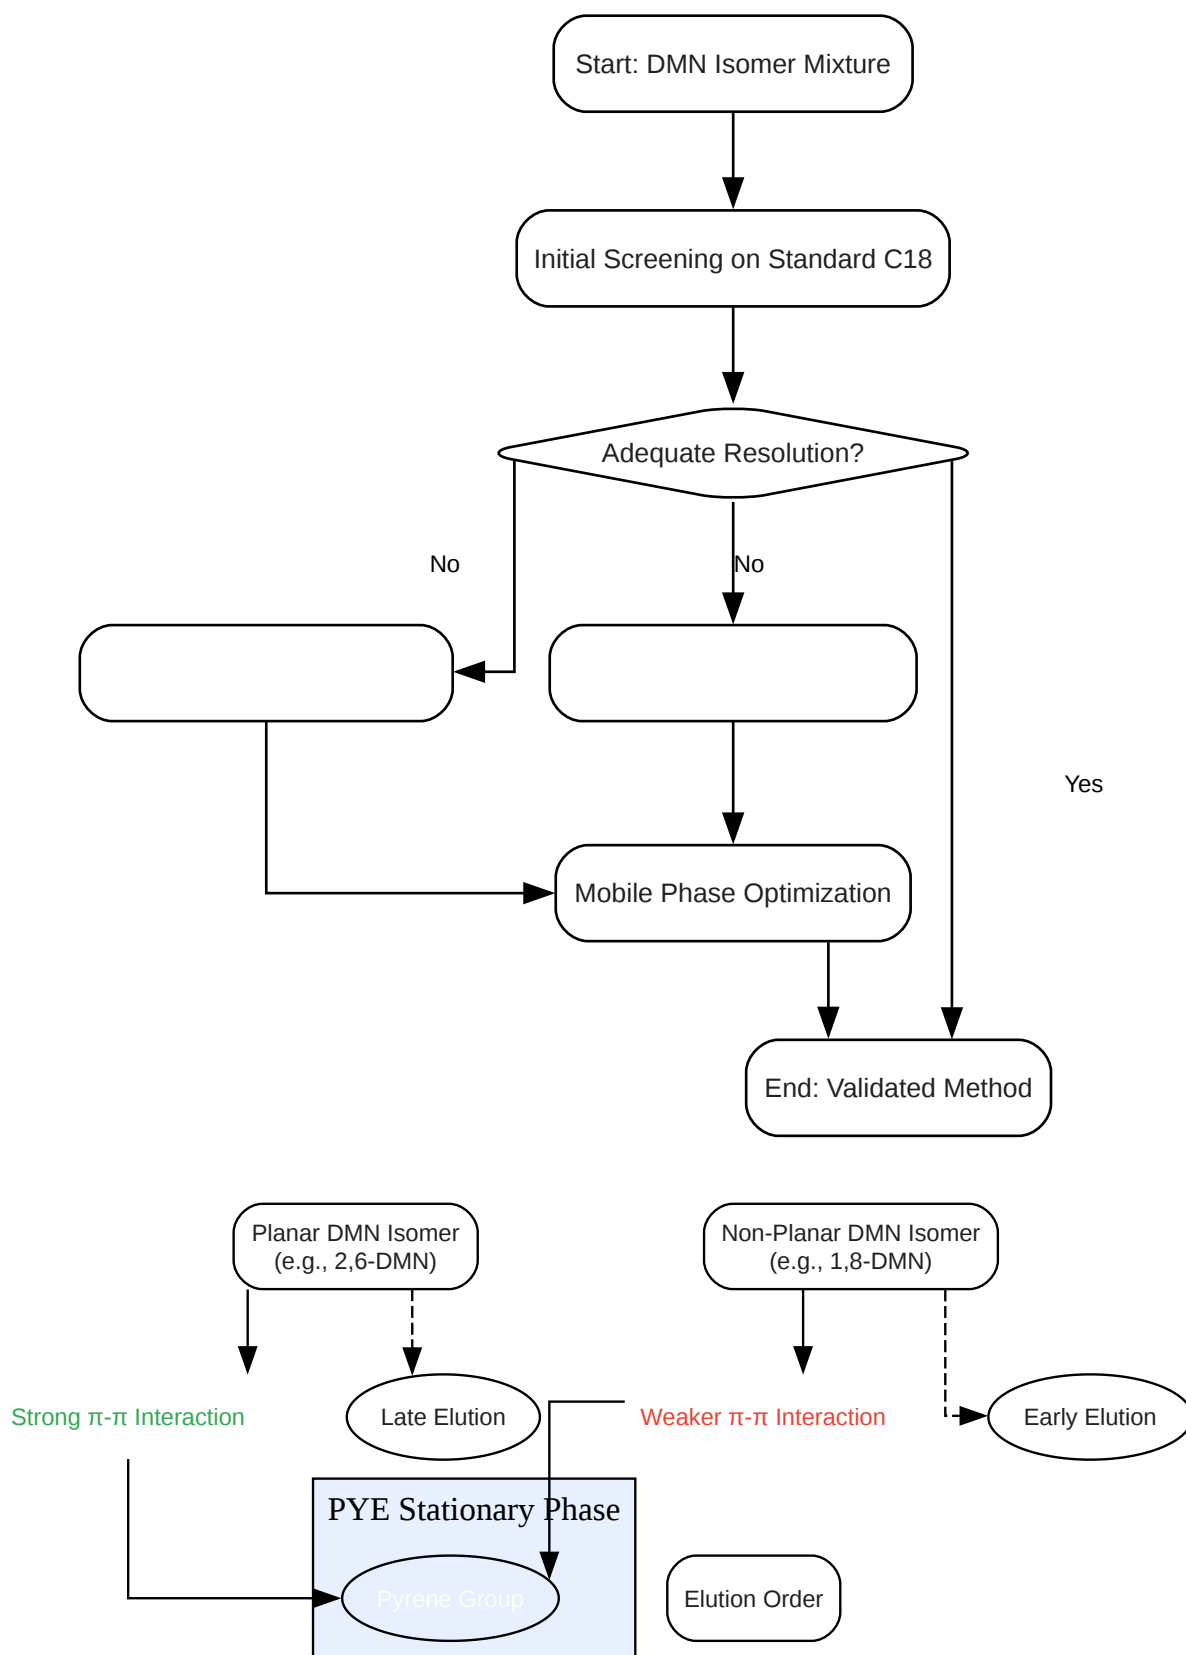 Start: DMN Isomer Mixture
Initial Screening on Standard C18
Adequate Resolution?
No
No
Yes
Mobile Phase Optimization
End: Validated Method
Planar DMN Isomer
(e.g., 2,6-DMN)
Non-Planar DMN Isomer
(e.g., 1,8-DMN)
Strong π-π Interaction
Late Elution
Weaker π-π Interaction
Early Elution
PYE Stationary Phase
Pyrene Group
Elution Order